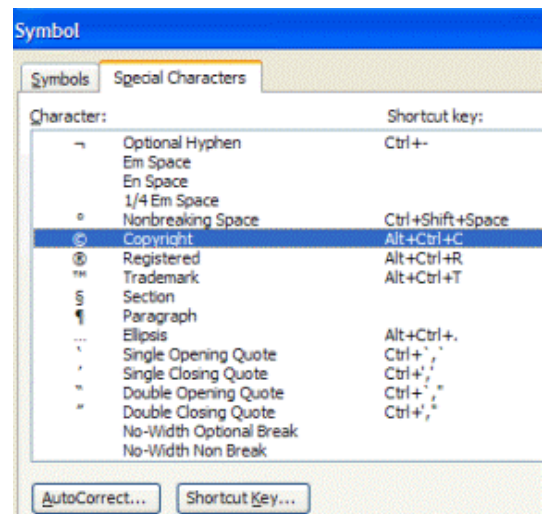 Symbol
Symbols Special Characters
Character: Shortcut key:
¬ Optional Hyphen Ctrl+-
Em Space
En Space
1/4 Em Space
° Nonbreaking Space Ctrl+Shift+Space
© Copyright Alt+Ctrl+C
® Registered Alt+Ctrl+R
™ Trademark Alt+Ctrl+T
§ Section
¶ Paragraph
… Ellipsis Alt+Ctrl+.
‘ Single Opening Quote Ctrl+`,`
’ Single Closing Quote Ctrl+','
“ Double Opening Quote Ctrl+`,"
” Double Closing Quote Ctrl+',"
No-Width Optional Break
No-Width Non Break
AutoCorrect... Shortcut Key...